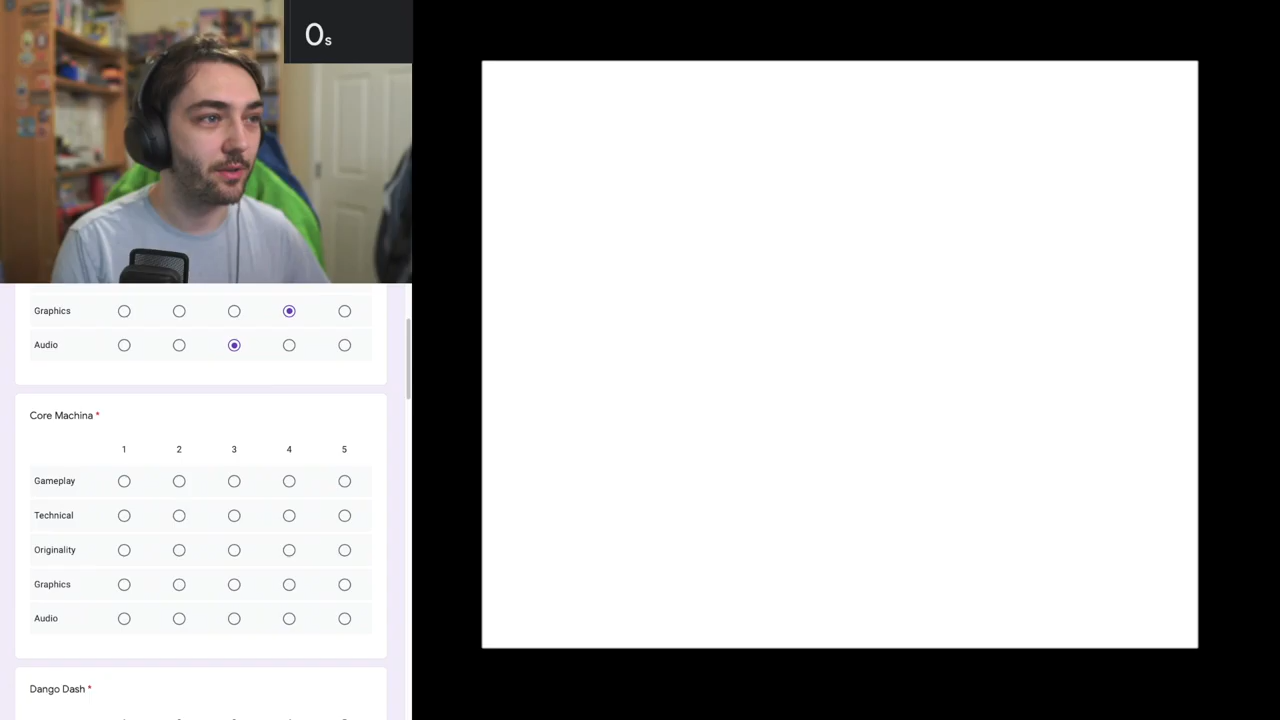 0s
Graphics
Audio
Core Machina *
1 2 3 4 5
Gameplay
Technical
Originality
Graphics
Audio
Dango Dash *